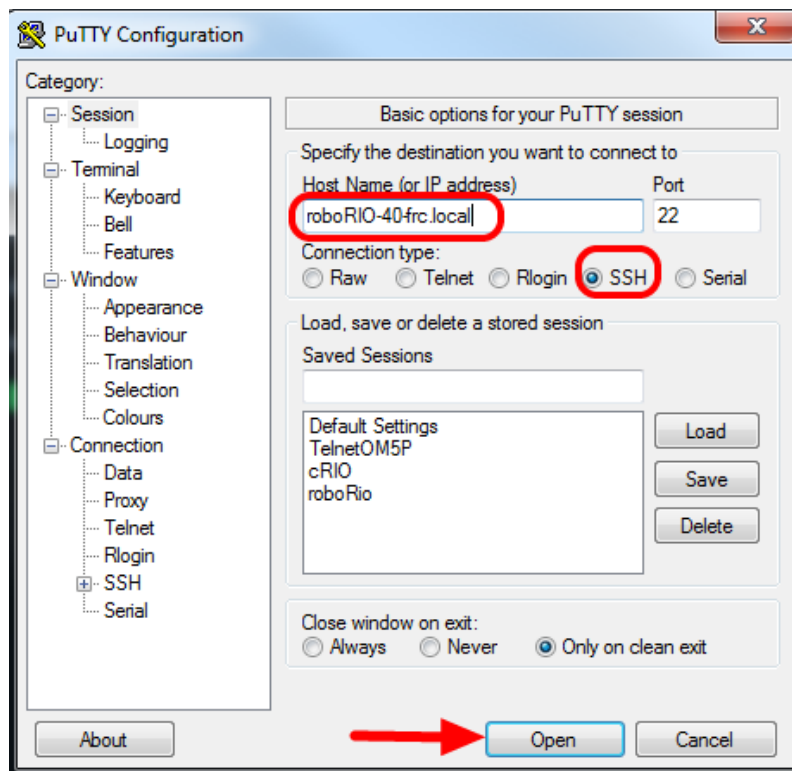 PuTTY Configuration
Category:
Session
Logging
Terminal
Keyboard
Bell
Features
Window
Appearance
Behaviour
Translation
Selection
Colours
Connection
Data
Proxy
Telnet
Rlogin
SSH
Serial
Basic options for your PuTTY session
Specify the destination you want to connect to
Host Name (or IP address) Port
roboRIO-40-frc.local 22
Connection type:
Raw Telnet Rlogin SSH Serial
Load, save or delete a stored session
Saved Sessions
Default Settings
TelnetOM5P
cRIO
roboRio
Load
Save
Delete
Close window on exit:
Always Never Only on clean exit
About Open Cancel